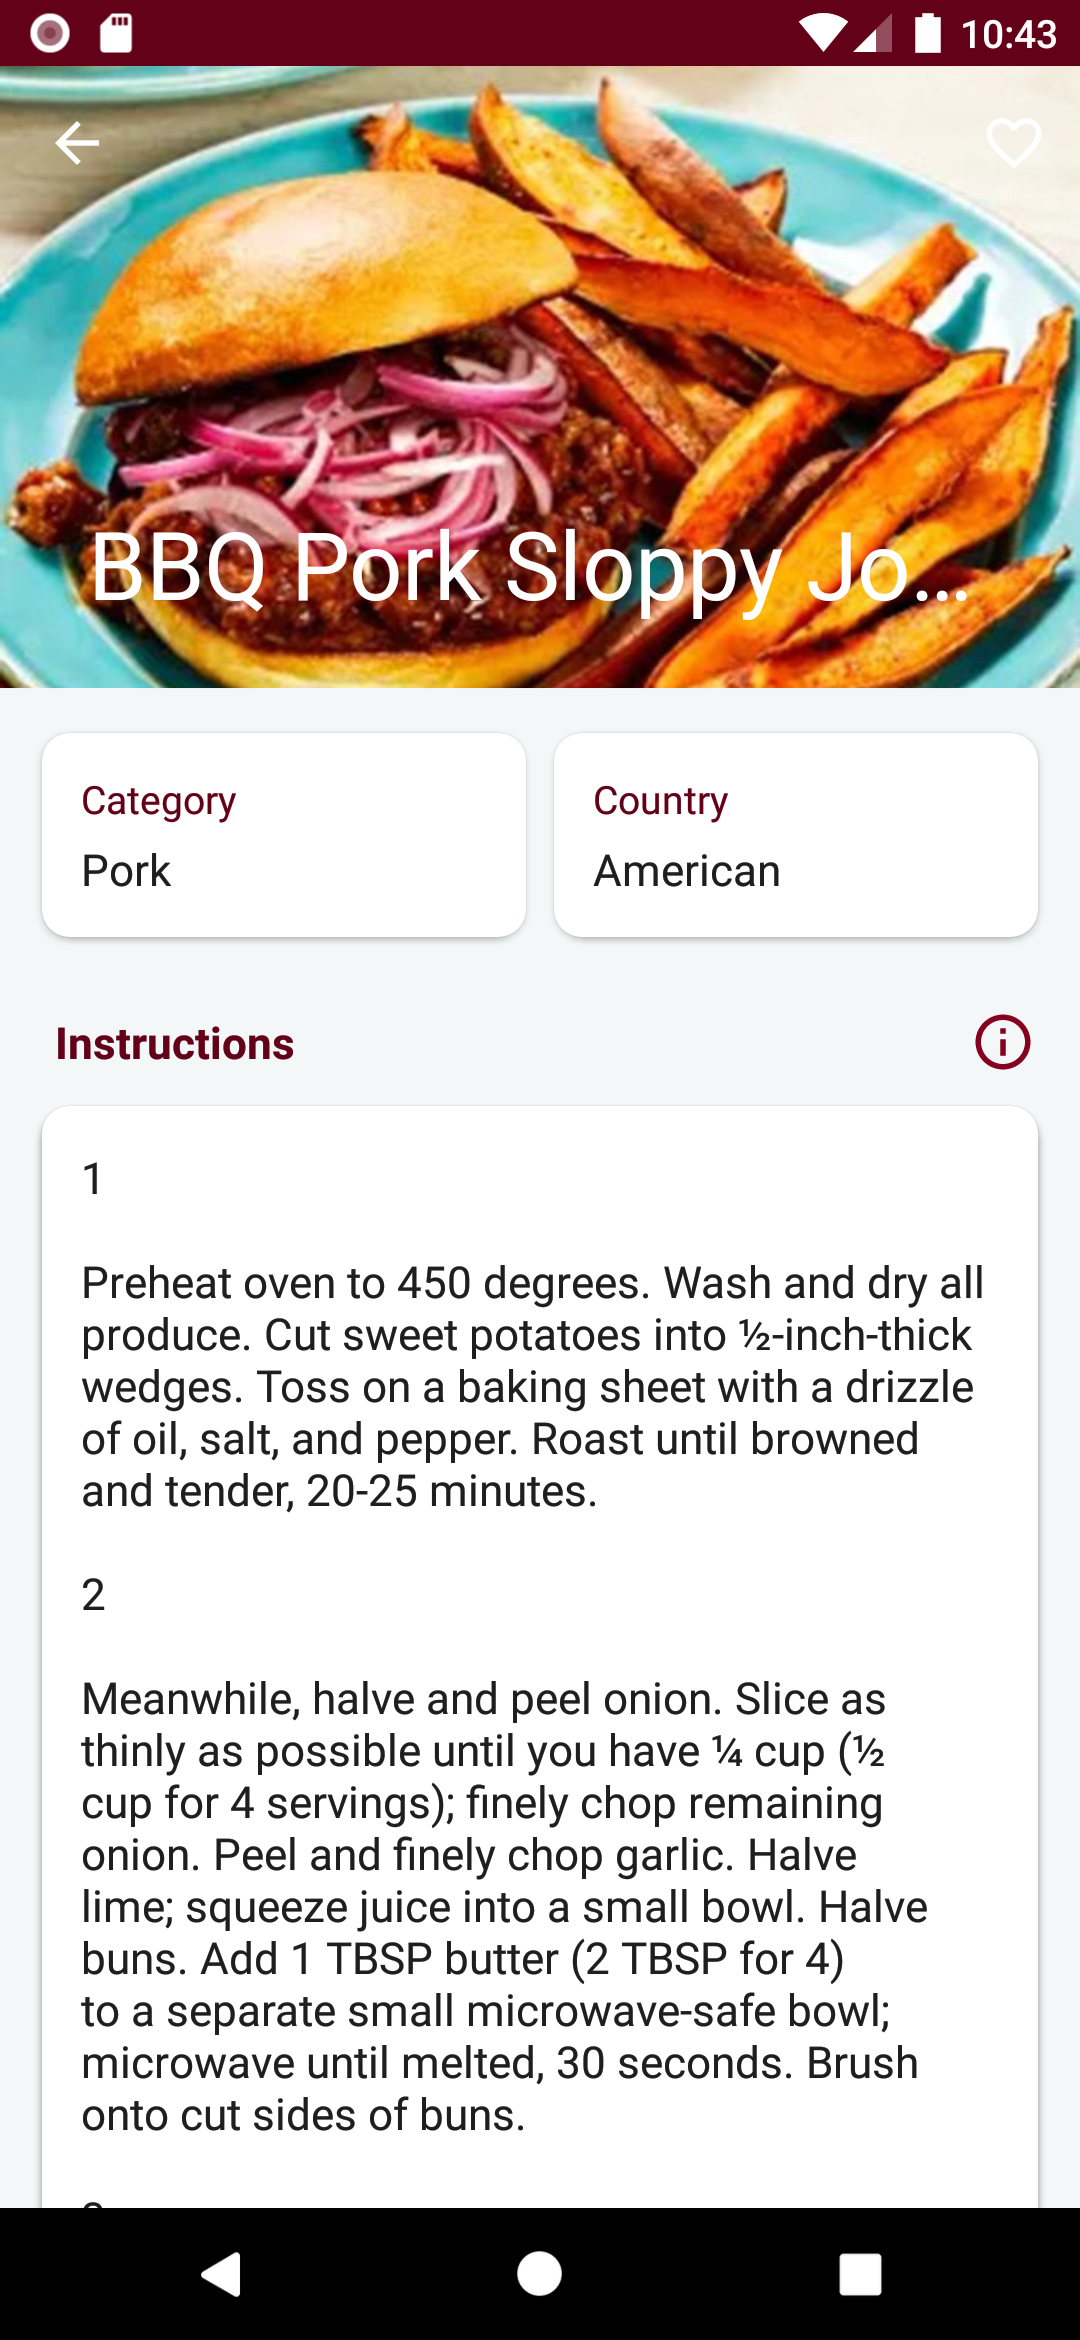 10:43
BBQ Pork Sloppy Jo...
Category
Pork
Country
American
Instructions
1
Preheat oven to 450 degrees. Wash and dry all
produce. Cut sweet potatoes into ½-inch-thick
wedges. Toss on a baking sheet with a drizzle
of oil, salt, and pepper. Roast until browned
and tender, 20-25 minutes.
2
Meanwhile, halve and peel onion. Slice as
thinly as possible until you have ¼ cup (½
cup for 4 servings); finely chop remaining
onion. Peel and finely chop garlic. Halve
lime; squeeze juice into a small bowl. Halve
buns. Add 1 TBSP butter (2 TBSP for 4)
to a separate small microwave-safe bowl;
microwave until melted, 30 seconds. Brush
onto cut sides of buns.